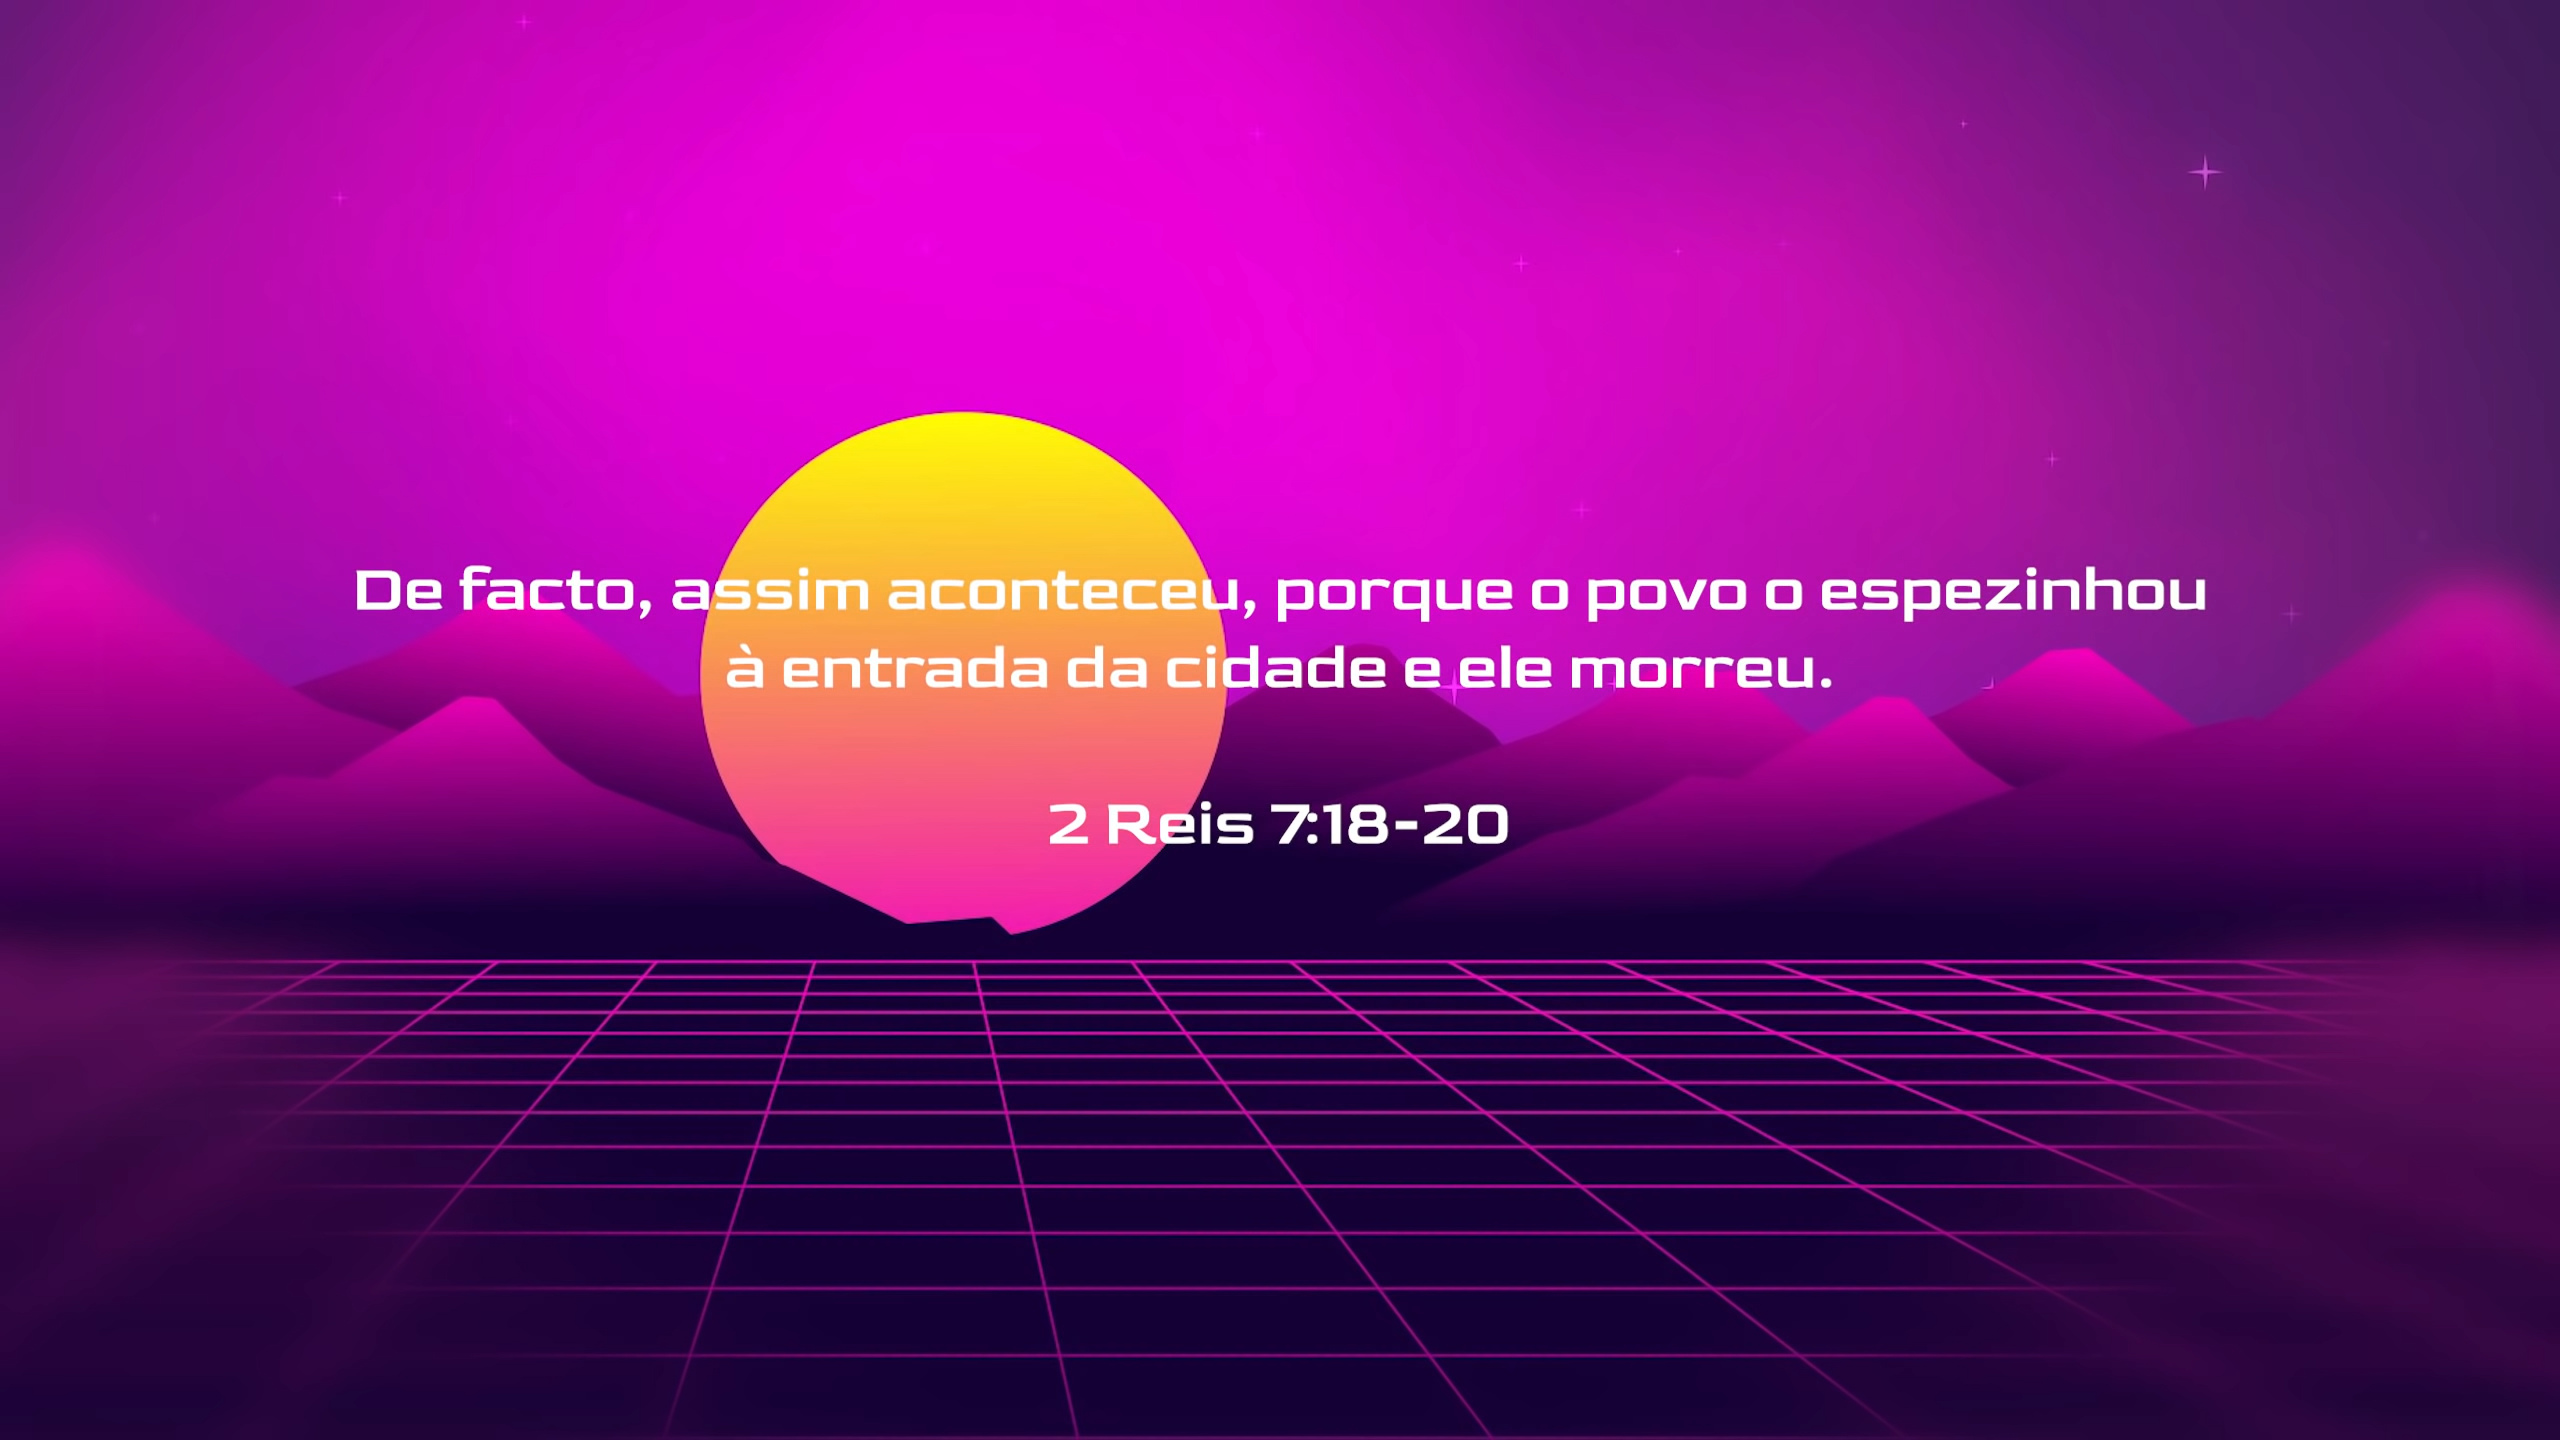 De facto, assim aconteceu, porque o povo o espezinhou
à entrada da cidade e ele morreu.
2 Reis 7:18-20